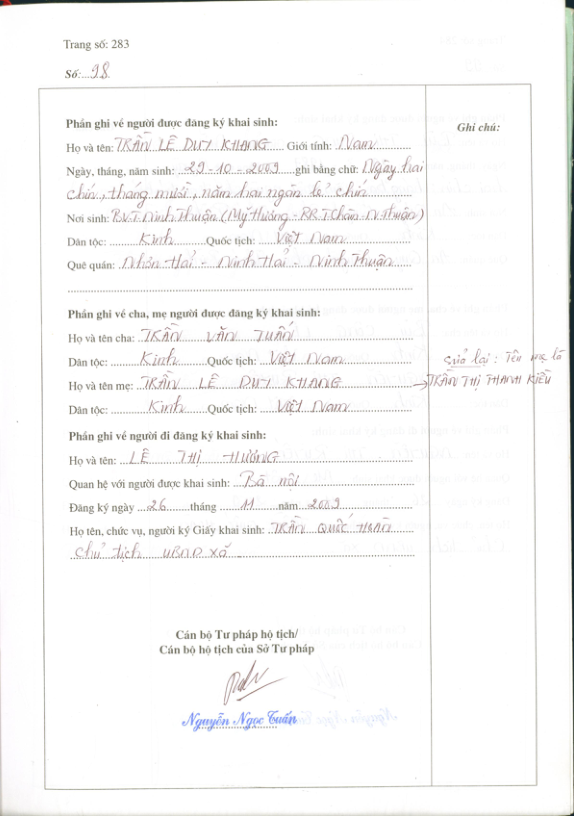 Trang số: 283
Số: 98
Phần ghi về người được đăng ký khai sinh:
Ghi chú:
Họ và tên: TRẦN LÊ DUY KHANG Giới tính: Nam
Ngày, tháng, năm sinh: 29-10-2009 ghi bằng chữ: Ngày hai
chín, tháng mười, năm hai ngàn lẻ chín
Nơi sinh: BVT Ninh Thuận (Mỹ Hương - P.R.T.Chàm - N.Thuận)
Dân tộc: Kinh Quốc tịch: Việt Nam
Quê quán: Nhơn Hải - Ninh Hải - Ninh Thuận
Phần ghi về cha, mẹ người được đăng ký khai sinh:
Họ và tên cha: TRẦN VĂN TUẤN
Dân tộc: Kinh Quốc tịch: Việt Nam
Sửa lại: Tên mẹ là
Họ và tên mẹ: TRẦN LÊ DUY KHANG → TRẦN THỊ THANH KIỀU
Dân tộc: Kinh Quốc tịch: Việt Nam
Phần ghi về người đi đăng ký khai sinh:
Họ và tên: LÊ THỊ HƯỜNG
Quan hệ với người được khai sinh: Bà nội
Đăng ký ngày 26 tháng 11 năm 2009
Họ tên, chức vụ, người ký Giấy khai sinh: TRẦN QUỐC
Chủ tịch UBND xã
Cán bộ Tư pháp hộ tịch/
Cán bộ hộ tịch của Sở Tư pháp
Nguyễn Ngọc Tuấn